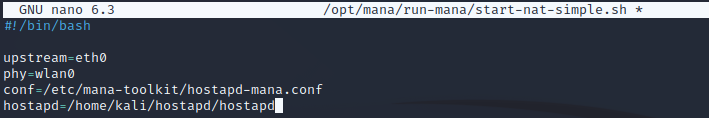 GNU nano 6.3 /opt/mana/run-mana/start-nat-simple.sh *
#!/bin/bash
upstream=eth0
phy=wlan0
conf=/etc/mana-toolkit/hostapd-mana.conf
hostapd=/home/kali/hostapd/hostapd